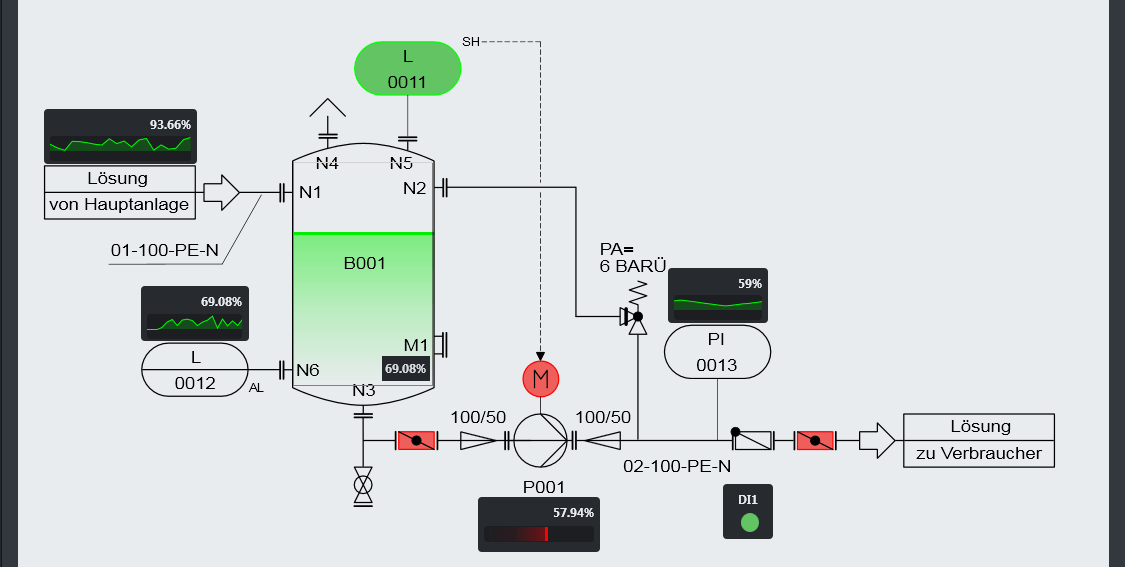 SH
L
0011
93.66%
N4
N5
Lösung
von Hauptanlage
N1
N2
01-100-PE-N
B001
PA=
6 BARÜ
59%
69.08%
PI
0013
L
0012
AL
N6
M1
69.08%
N3
M
100/50
100/50
Lösung
zu Verbraucher
02-100-PE-N
P001
57.94%
DI1